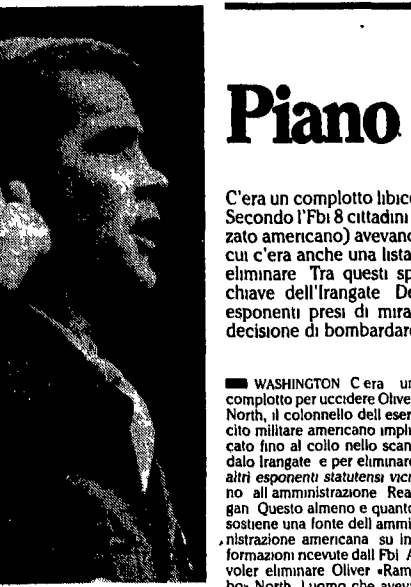 Piano
C'era un complotto libico
Secondo l'Fbi 8 cittadini
zato americano) avevano
cui c'era anche una lista
eliminare Tra questi sp
chiave dell'Irangate De
esponenti presi di mira
decisione di bombardare
WASHINGTON C era un
complotto per uccidere Oliver
North, il colonnello dell eser
cito militare americano impli
cato fino al collo nello scan
dalo Irangate e per eliminare
altri esponenti statutensi vici
no all amministrazione Rea
gan Questo almeno e quanto
sostiene una fonte dell ammi
nistrazione americana su in
formazioni ricevute dall Fbi A
voler eliminare Oliver «Ram
bo» North, l uomo che avev